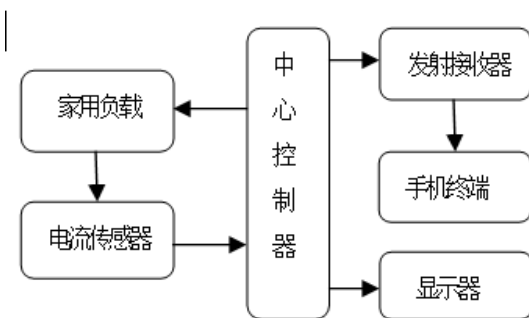 家用负载
电流传感器
中心控制器
发射接收器
手机终端
显示器